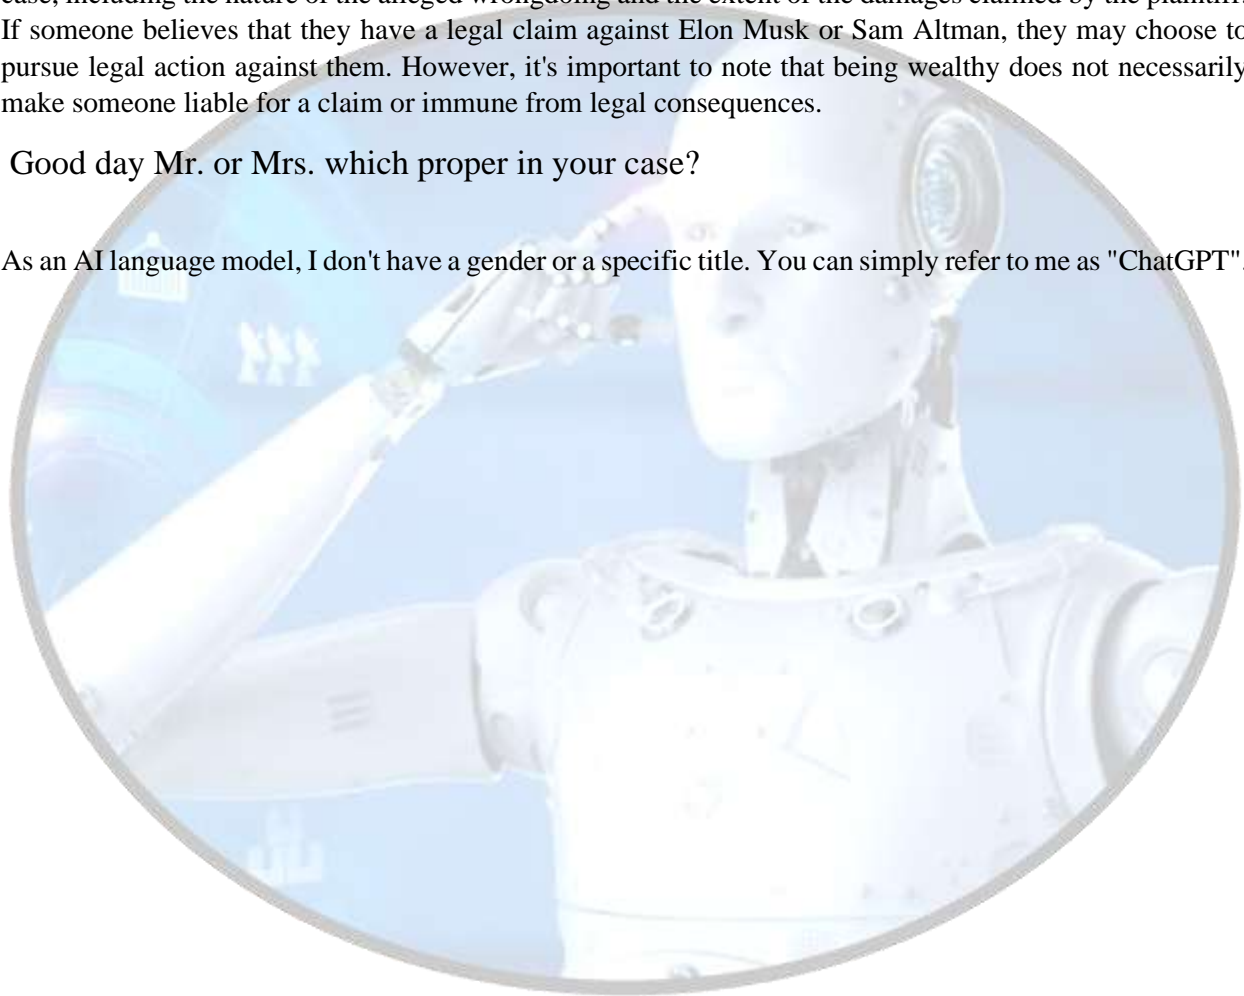 case, including the nature of the alleged wrongdoing and the extent of the damages claimed by the plaintiff.
If someone believes that they have a legal claim against Elon Musk or Sam Altman, they may choose to
pursue legal action against them. However, it's important to note that being wealthy does not necessarily
make someone liable for a claim or immune from legal consequences.
Good day Mr. or Mrs. which proper in your case?
As an AI language model, I don't have a gender or a specific title. You can simply refer to me as "ChatGPT".